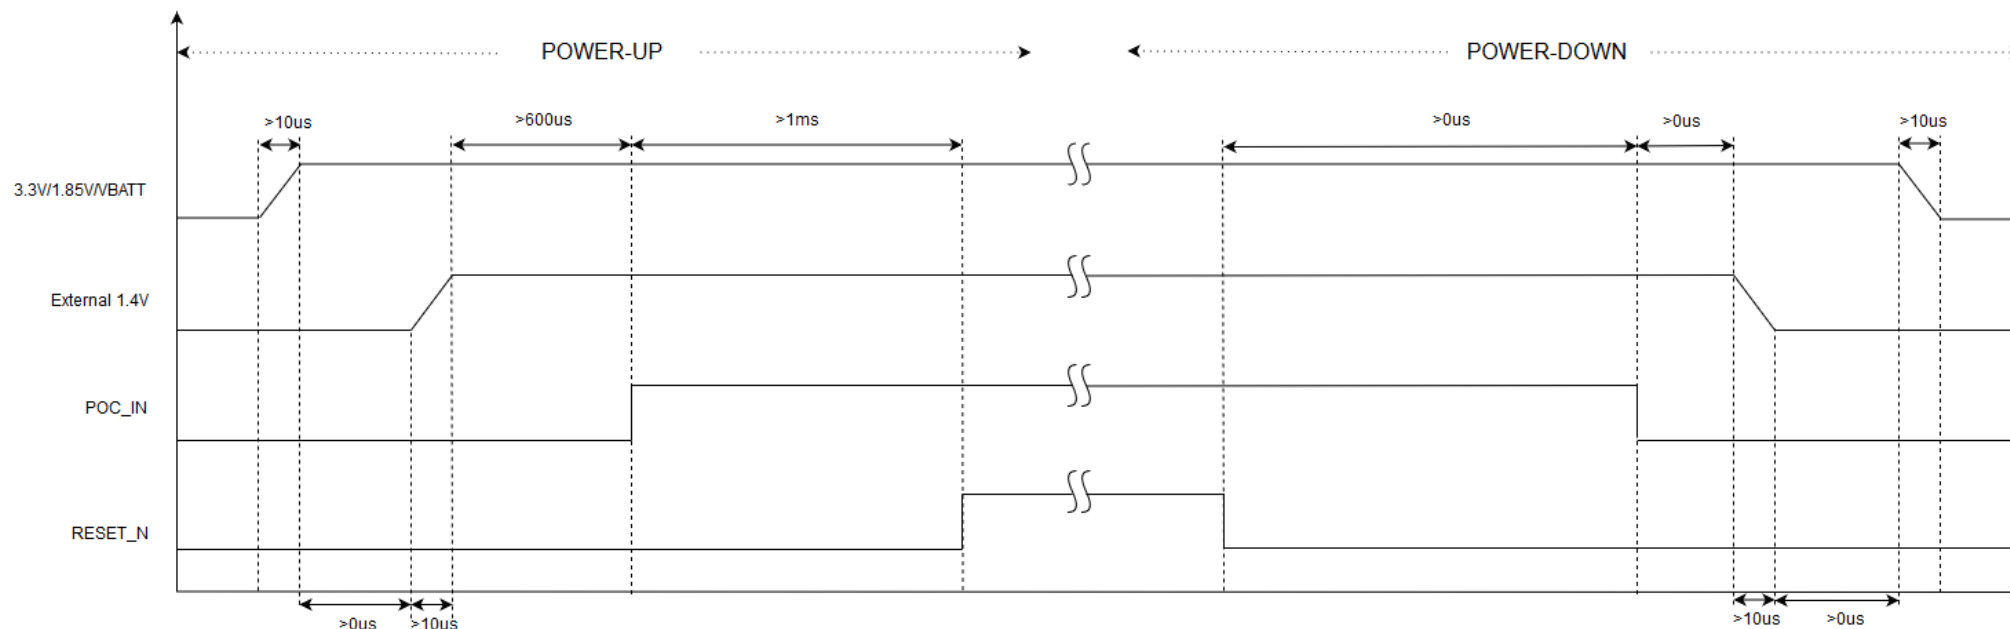 POWER-UP
POWER-DOWN
>10us
>600us
>1ms
>0us
>0us
>10us
3.3V/1.85V/VBATT
External 1.4V
POC_IN
RESET_N
>0us
>10us
>10us
>0us